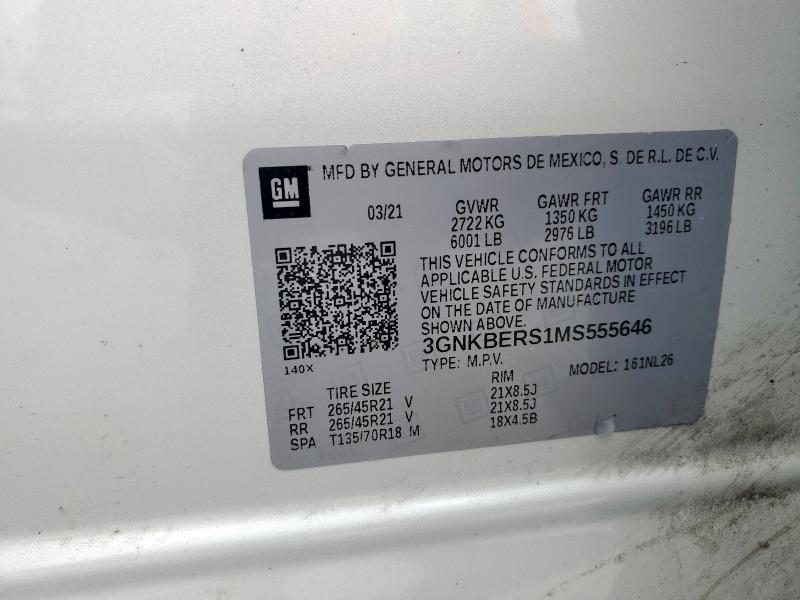 GM
MFD BY GENERAL MOTORS DE MEXICO, S. DE R.L. DE C.V.
03/21 GVWR GAWR FRT GAWR RR
2722 KG 1350 KG 1450 KG
6001 LB 2976 LB 3196 LB
THIS VEHICLE CONFORMS TO ALL
APPLICABLE U.S. FEDERAL MOTOR
VEHICLE SAFETY STANDARDS IN EFFECT
ON THE DATE OF MANUFACTURE
SHOWN ABOVE.
3GNKBERS1MS555646
140X
TYPE: M.P.V. MODEL: 161NL26
TIRE SIZE RIM
FRT 265/45R21 V 21X8.5J
RR 265/45R21 V 21X8.5J
SPA T135/70R18 M 18X4.5B